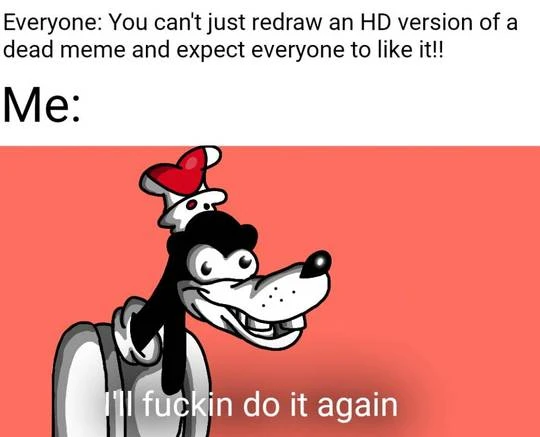 Everyone: You can't just redraw an HD version of a
dead meme and expect everyone to like it!!
Me:
I'll fuckin do it again